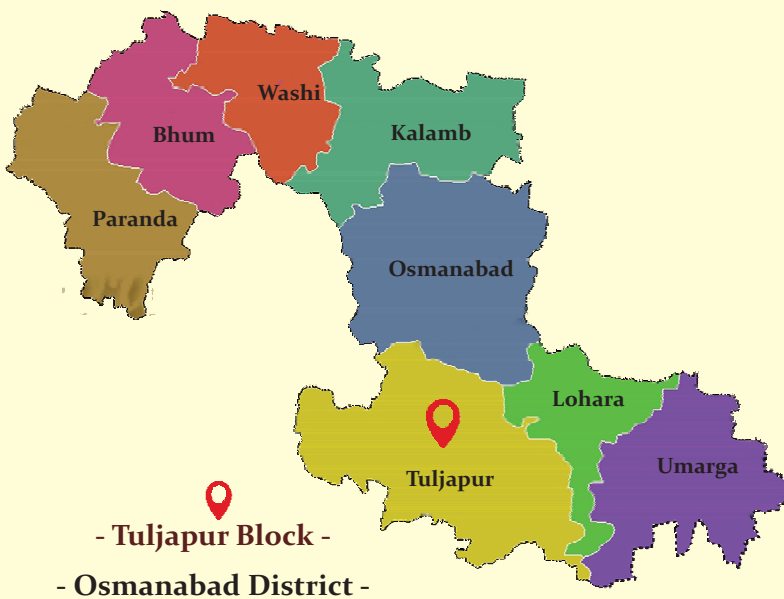 Washi
Bhum
Kalamb
Paranda
Osmanabad
Lohara
Umarga
Tuljapur
- Tuljapur Block -
- Osmanabad District -